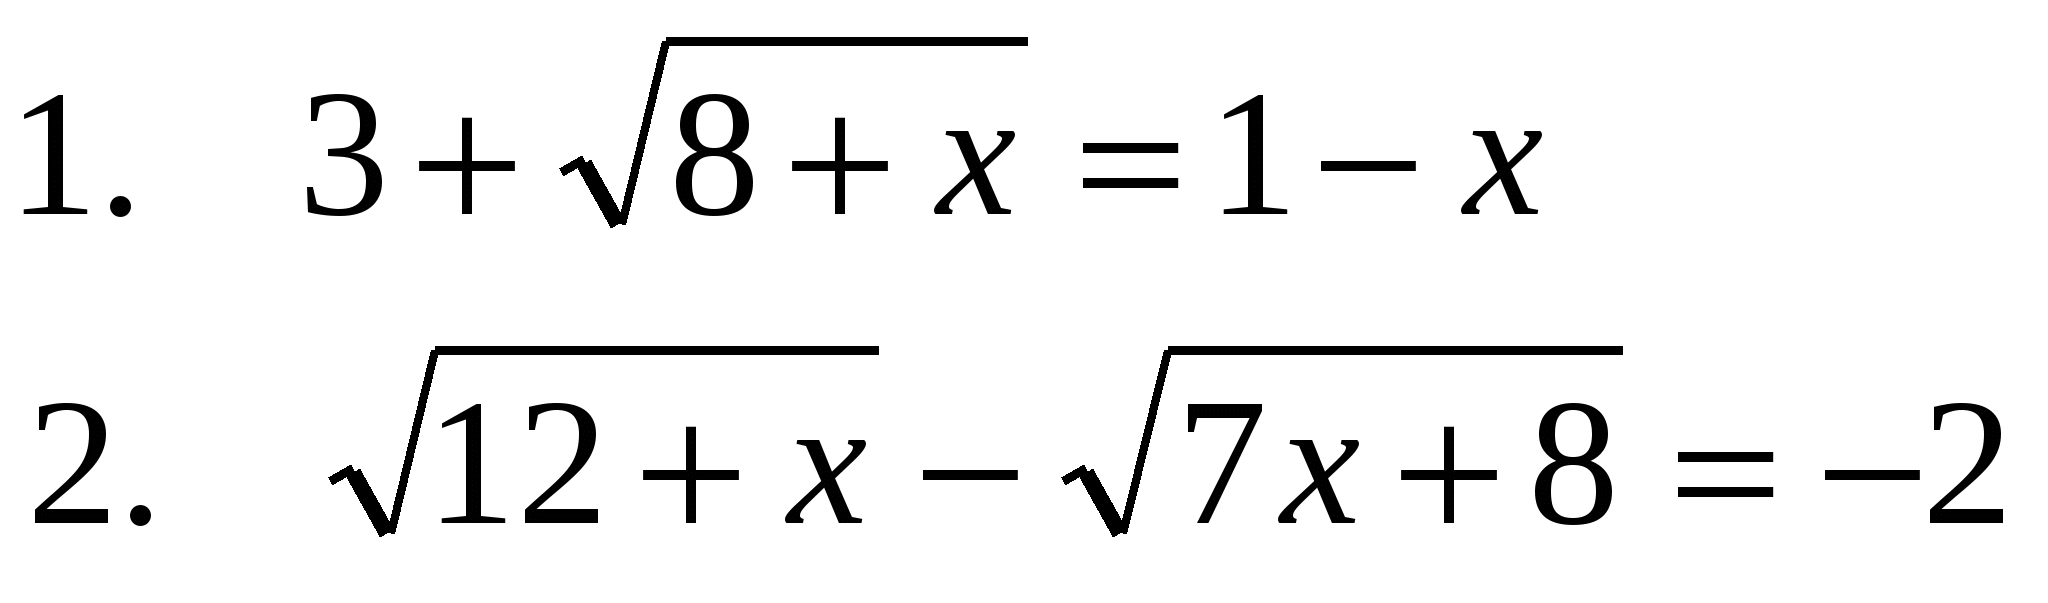 1. 3 + √(8 + x) = 1 − x
2. √(12 + x) − √(7x + 8) = −2